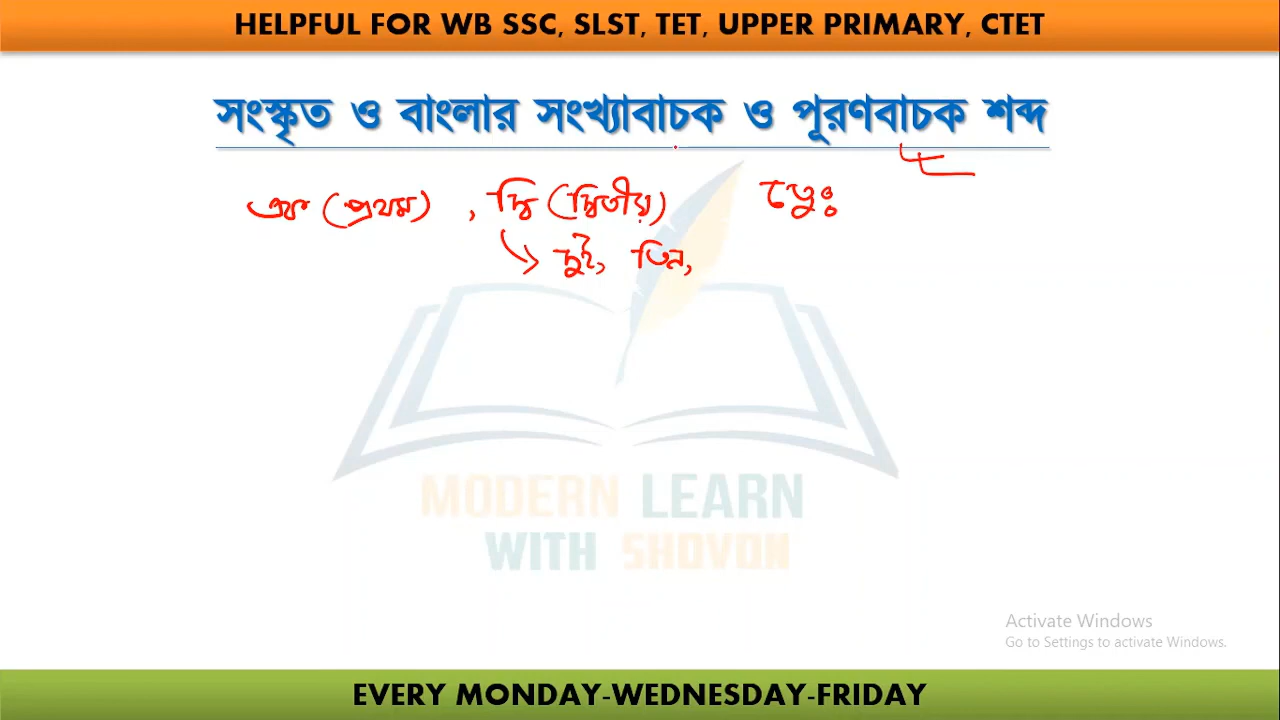 HELPFUL FOR WB SSC, SLST, TET, UPPER PRIMARY, CTET
সংস্কৃত ও বাংলার সংখ্যাবাচক ও পূরণবাচক শব্দ
এক (প্রথম) , দ্বি (দ্বিতীয়)
দুই, তিন,
MODERN LEARN
WITH SHOVON
Activate Windows
Go to Settings to activate Windows.
EVERY MONDAY-WEDNESDAY-FRIDAY